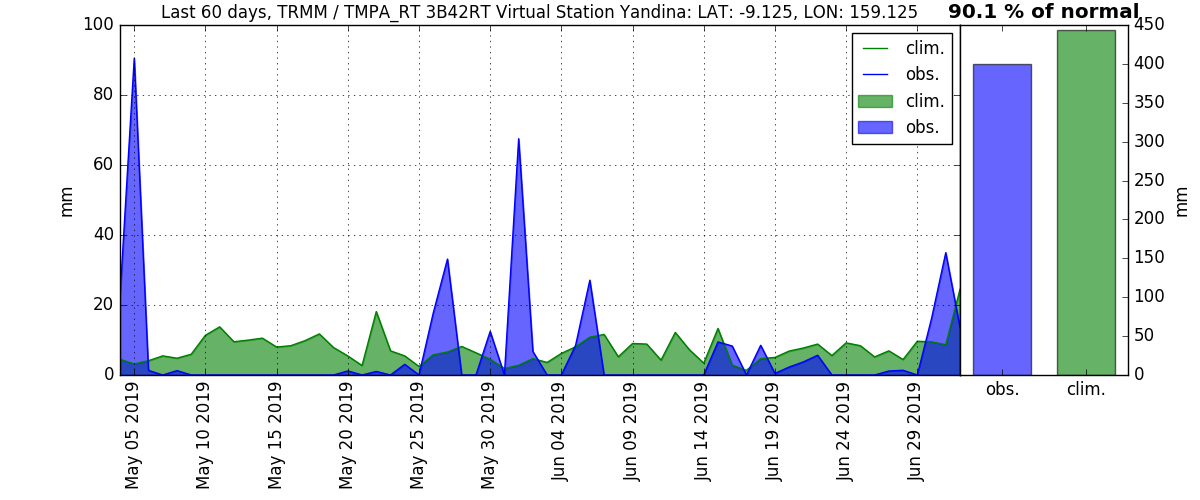 Last 60 days, TRMM / TMPA_RT 3B42RT Virtual Station Yandina: LAT: -9.125, LON: 159.125
90.1 % of normal
mm
100
80
60
40
20
0
clim.
obs.
clim.
obs.
450
400
350
300
250
200
150
100
50
0
mm
May 05 2019
May 10 2019
May 15 2019
May 20 2019
May 25 2019
May 30 2019
Jun 04 2019
Jun 09 2019
Jun 14 2019
Jun 19 2019
Jun 24 2019
Jun 29 2019
obs.
clim.